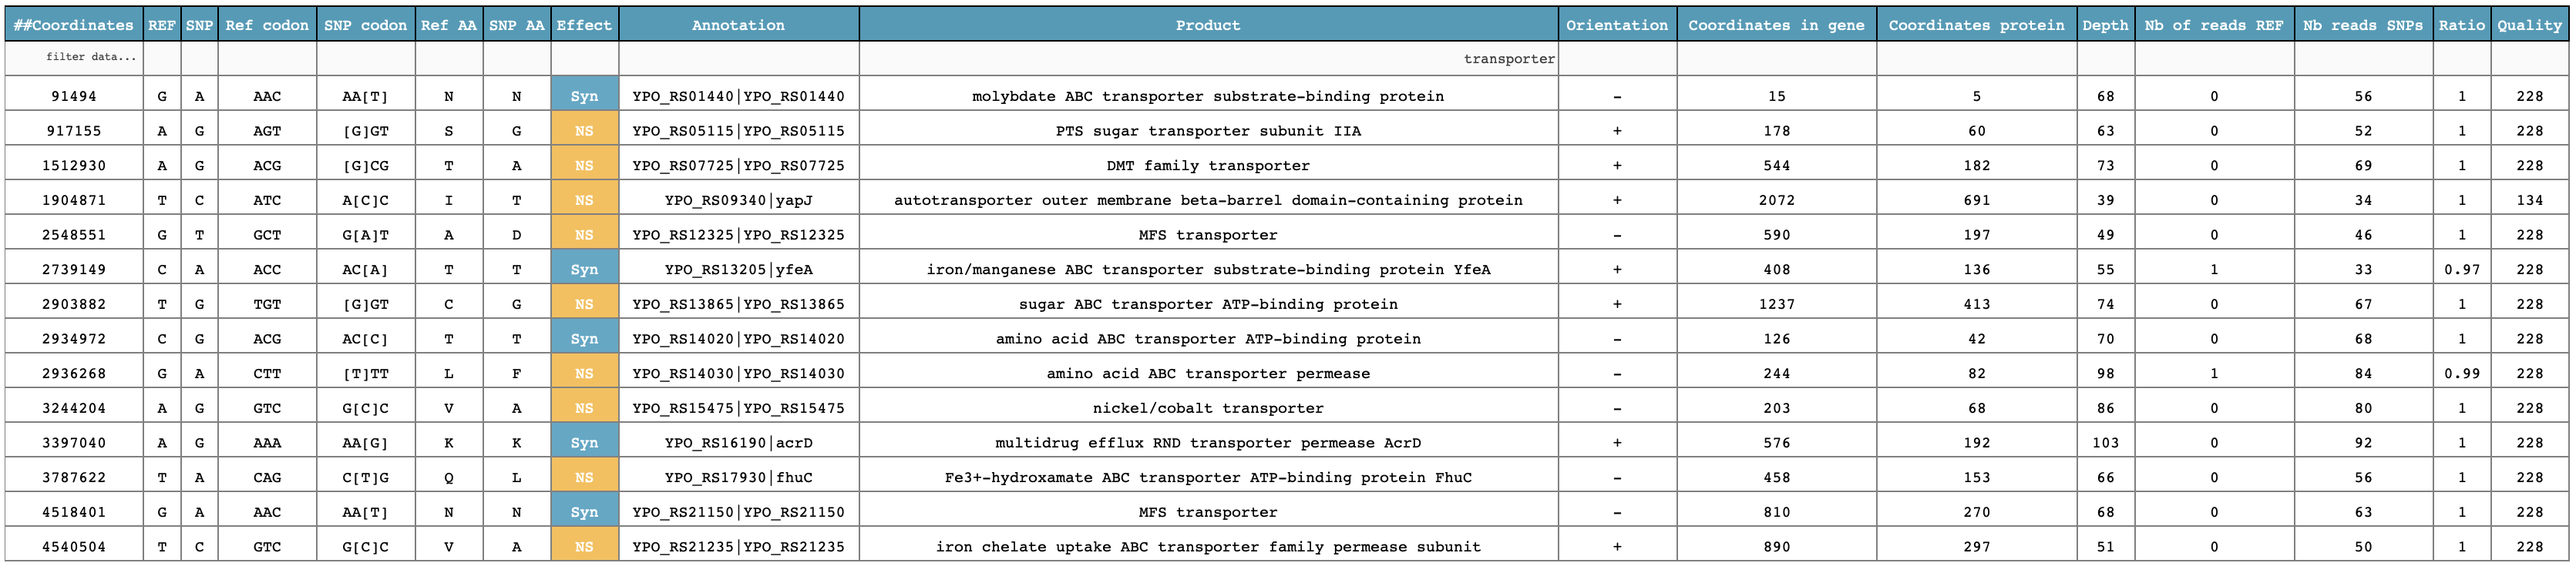 ##Coordinates REF SNP Ref codon SNP codon Ref AA SNP AA Effect Annotation Product Orientation Coordinates in gene Coordinates protein Depth Nb of reads REF Nb reads SNPs Ratio Quality
filter data... transporter
91494 G A AAC AA[T] N N Syn YPO_RS01440|YPO_RS01440 molybdate ABC transporter substrate-binding protein - 15 5 68 0 56 1 228
917155 A G AGT [G]GT S G NS YPO_RS05115|YPO_RS05115 PTS sugar transporter subunit IIA + 178 60 63 0 52 1 228
1512930 A G ACG [G]CG T A NS YPO_RS07725|YPO_RS07725 DMT family transporter + 544 182 73 0 69 1 228
1904871 T C ATC A[C]C I T NS YPO_RS09340|yapJ autotransporter outer membrane beta-barrel domain-containing protein + 2072 691 39 0 34 1 134
2548551 G T GCT G[A]T A D NS YPO_RS12325|YPO_RS12325 MFS transporter - 590 197 49 0 46 1 228
2739149 C A ACC AC[A] T T Syn YPO_RS13205|yfeA iron/manganese ABC transporter substrate-binding protein YfeA + 408 136 55 1 33 0.97 228
2903882 T G TGT [G]GT C G NS YPO_RS13865|YPO_RS13865 sugar ABC transporter ATP-binding protein + 1237 413 74 0 67 1 228
2934972 C G ACG AC[C] T T Syn YPO_RS14020|YPO_RS14020 amino acid ABC transporter ATP-binding protein - 126 42 70 0 68 1 228
2936268 G A CTT [T]TT L F NS YPO_RS14030|YPO_RS14030 amino acid ABC transporter permease - 244 82 98 1 84 0.99 228
3244204 A G GTC G[C]C V A NS YPO_RS15475|YPO_RS15475 nickel/cobalt transporter - 203 68 86 0 80 1 228
3397040 A G AAA AA[G] K K Syn YPO_RS16190|acrD multidrug efflux RND transporter permease AcrD + 576 192 103 0 92 1 228
3787622 T A CAG C[T]G Q L NS YPO_RS17930|fhuC Fe3+-hydroxamate ABC transporter ATP-binding protein FhuC - 458 153 66 0 56 1 228
4518401 G A AAC AA[T] N N Syn YPO_RS21150|YPO_RS21150 MFS transporter - 810 270 68 0 63 1 228
4540504 T C GTC G[C]C V A NS YPO_RS21235|YPO_RS21235 iron chelate uptake ABC transporter family permease subunit + 890 297 51 0 50 1 228